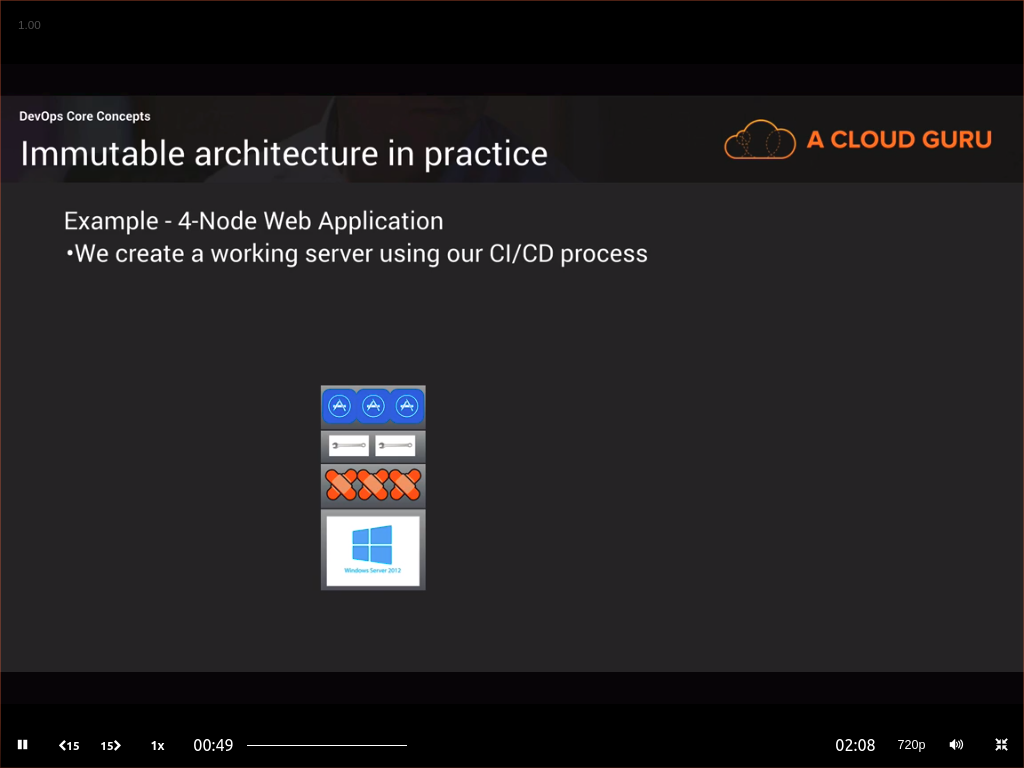 1.00
DevOps Core Concepts
Immutable architecture in practice
A CLOUD GURU
Example - 4-Node Web Application
•We create a working server using our CI/CD process
Windows Server 2012
15 15 1x 00:49 02:08 720p